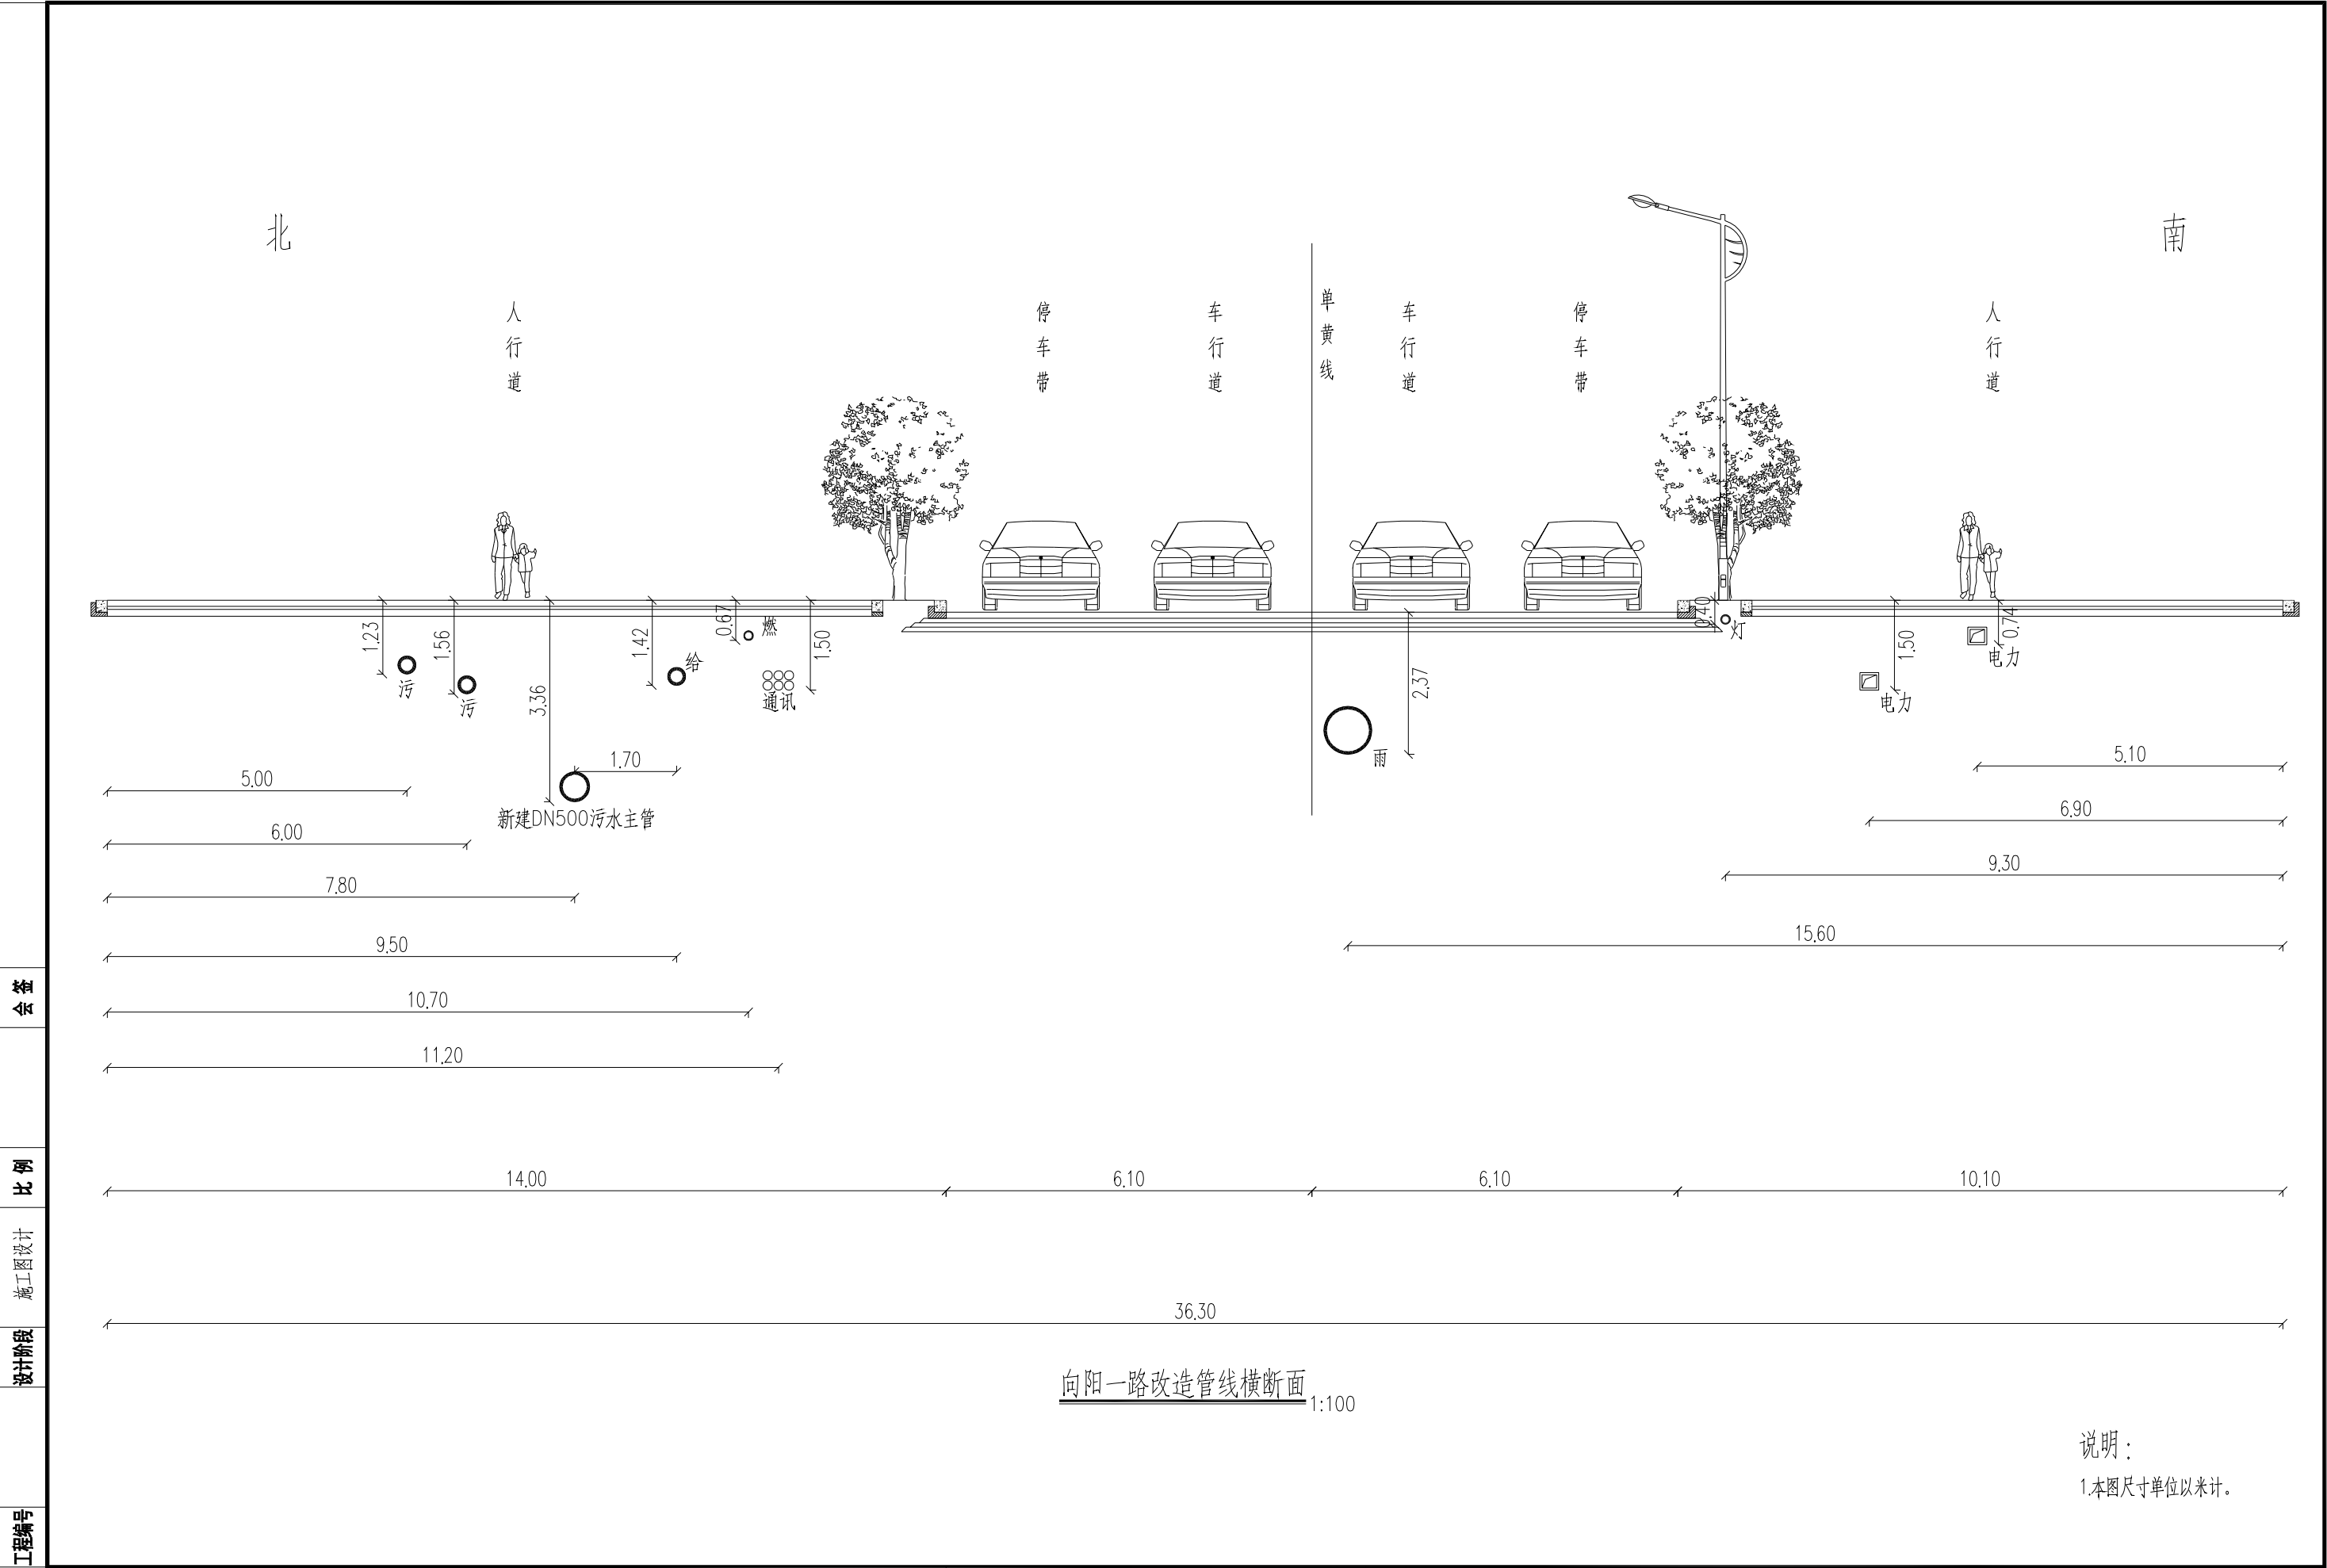 北
南
人行道
停车带
车行道
单黄线
车行道
停车带
人行道
1.23
1.56
3.36
1.42
0.67
1.50
2.37
0.40
1.50
0.74
燃
灯
污
污
给
通讯
雨
电力
电力
1.70
新建DN500污水主管
5.00
6.00
7.80
9.50
10.70
11.20
5.10
6.90
9.30
15.60
14.00
6.10
6.10
10.10
36.30
向阳一路改造管线横断面
1:100
说明：
1.本图尺寸单位以米计。
会 签
比 例
施工图设计
设计阶段
工程编号